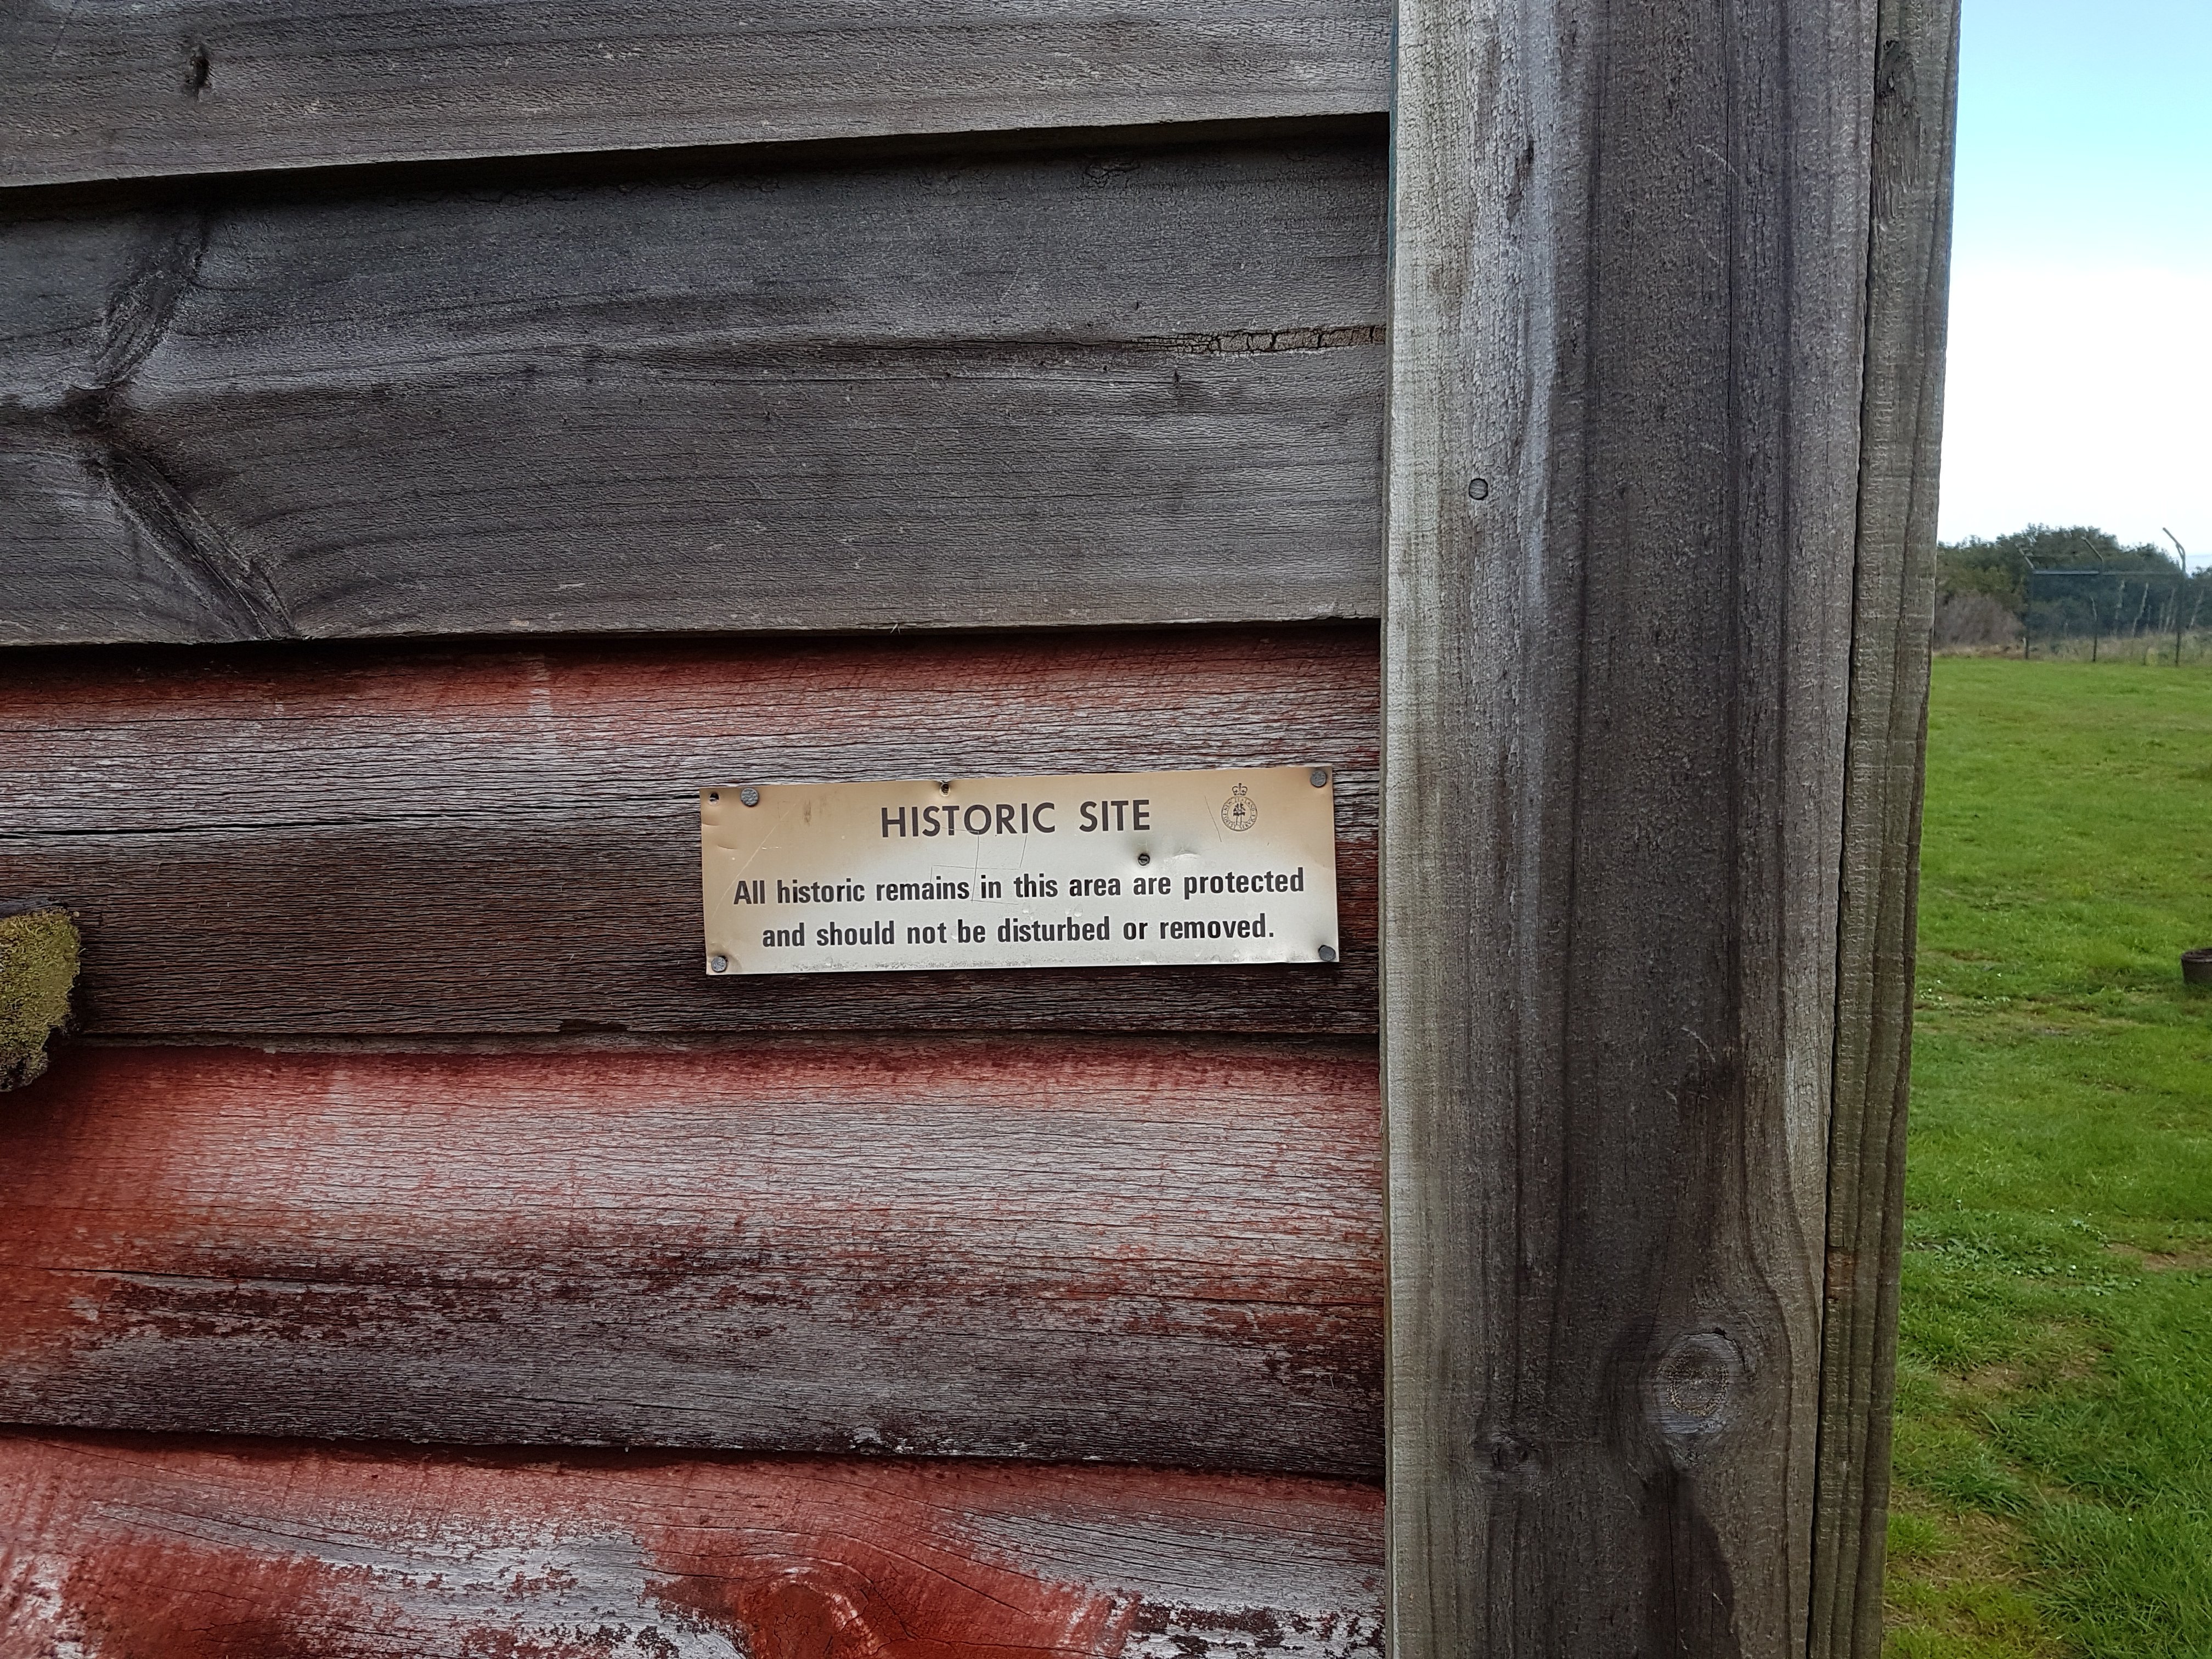 HISTORIC SITE
All historic remains in this area are protected
and should not be disturbed or removed.